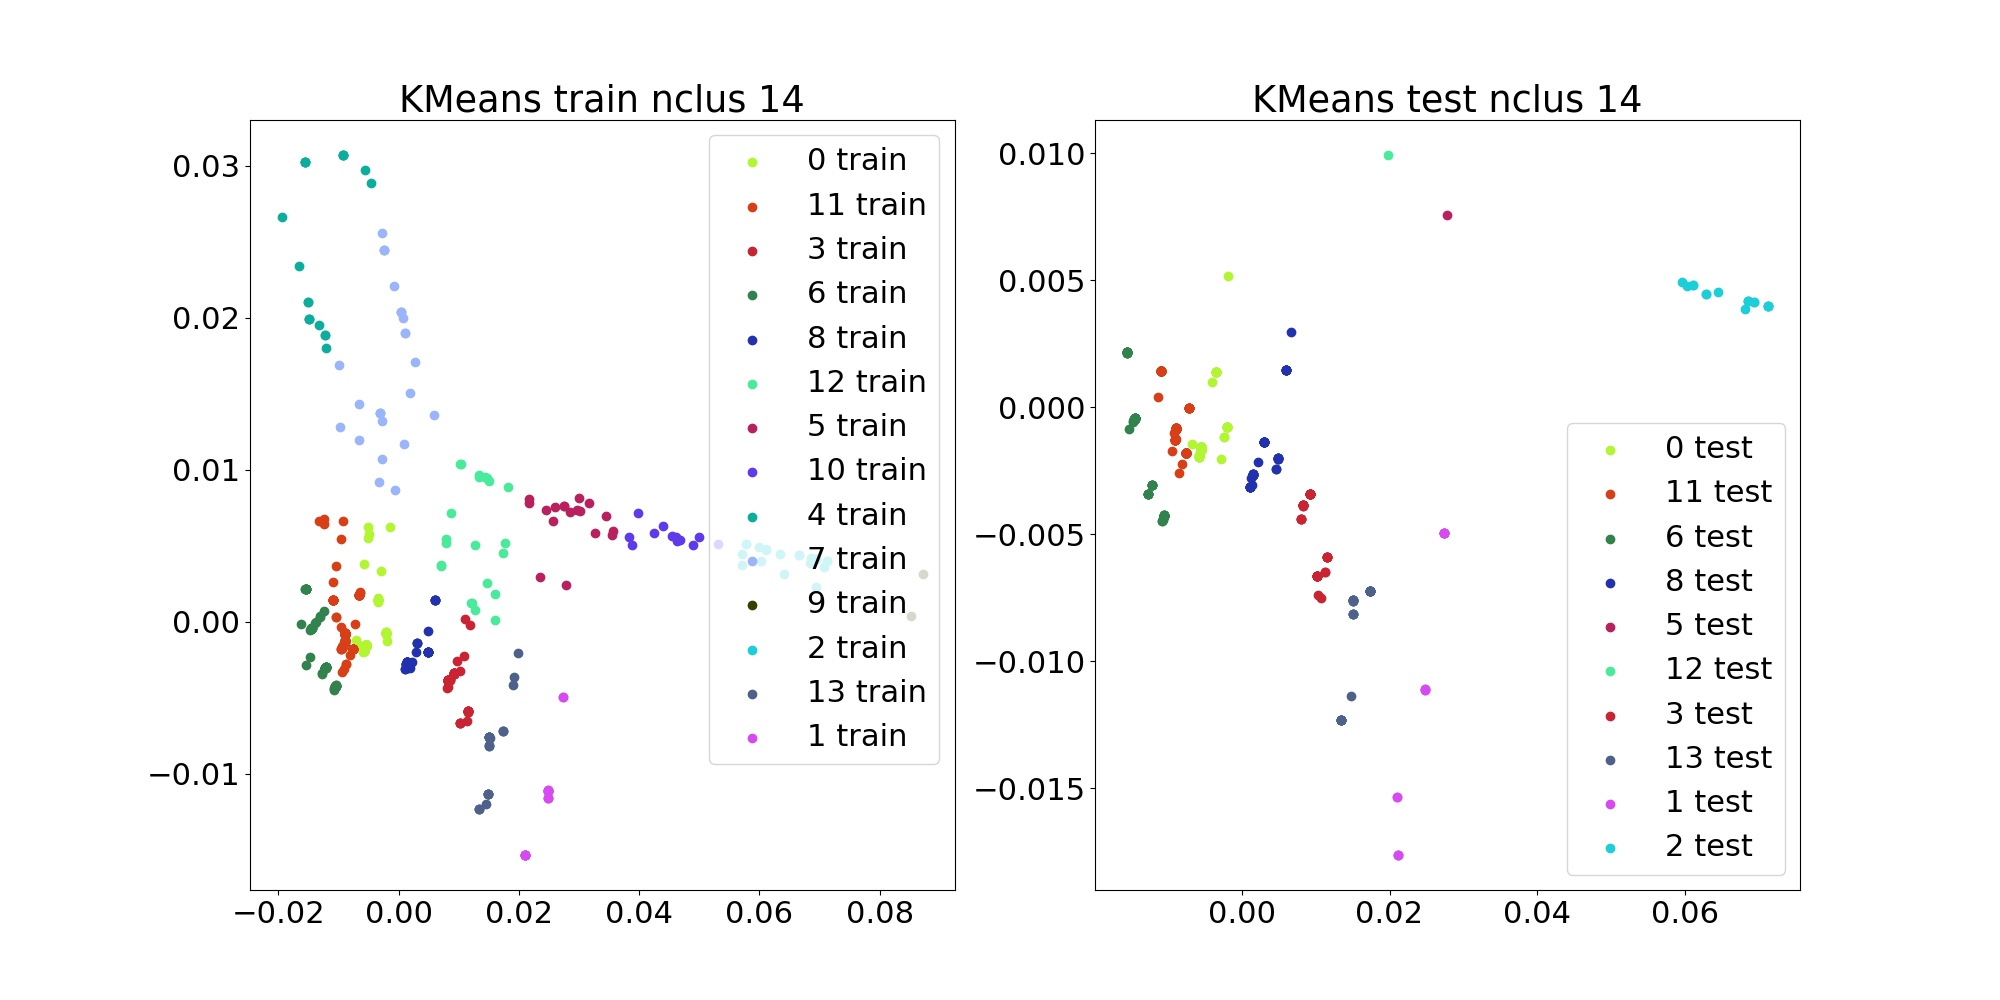 KMeans train nclus 14
0.03
0.02
0.01
0.00
−0.01
−0.02
0.00
0.02
0.04
0.06
0.08
0 train
11 train
3 train
6 train
8 train
12 train
5 train
10 train
4 train
7 train
9 train
2 train
13 train
1 train
KMeans test nclus 14
0.010
0.005
0.000
−0.005
−0.010
−0.015
0.00
0.02
0.04
0.06
0 test
11 test
6 test
8 test
5 test
12 test
3 test
13 test
1 test
2 test